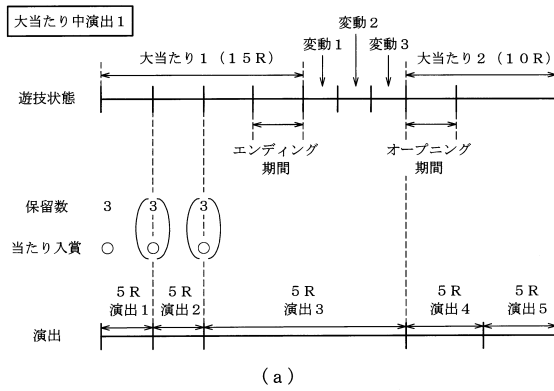 大当たり中演出1
変動2
大当たり1(15R)
変動1
変動3
大当たり2(10R)
遊技状態
エンディング
期間
オープニング
期間
保留数
3
3
3
当たり入賞
○
○
○
5R
演出1
5R
演出2
5R
演出3
5R
演出4
5R
演出5
演出
(a)